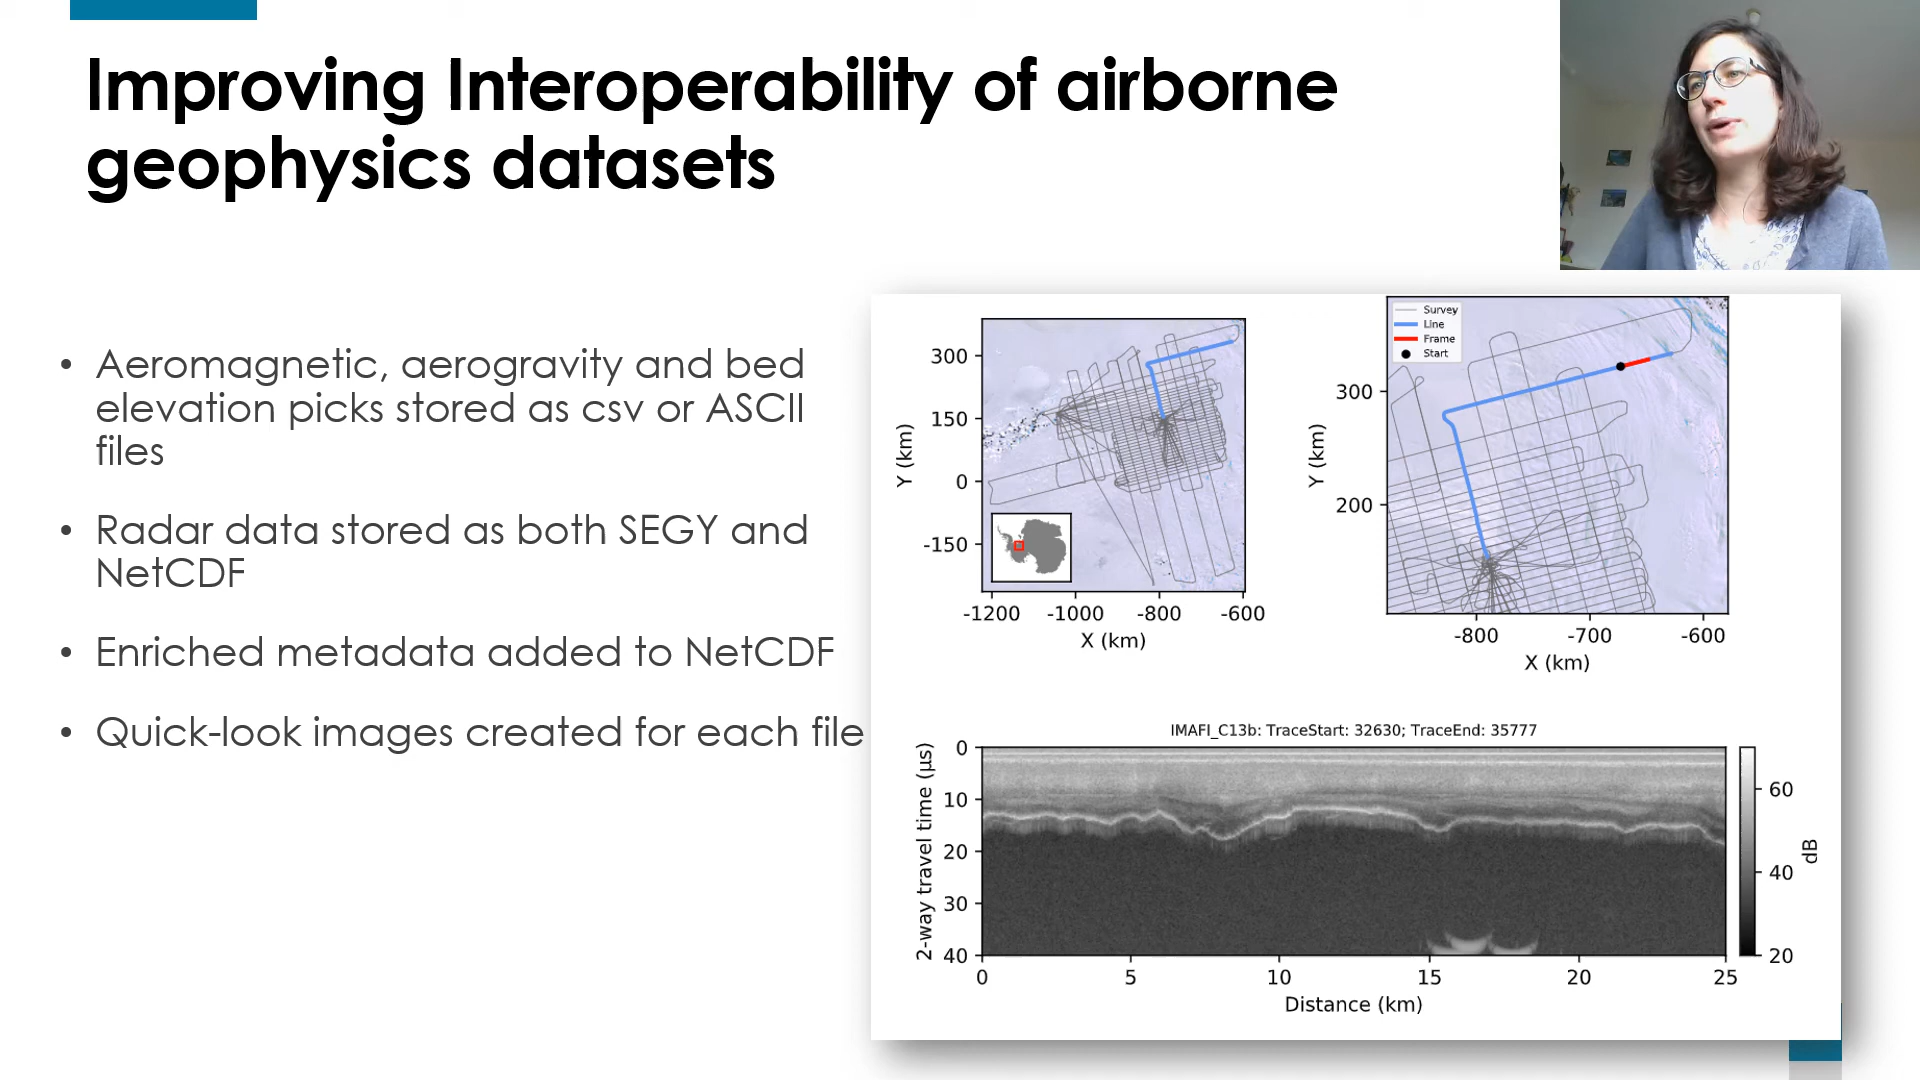 Improving Interoperability of airborne
geophysics datasets
• Aeromagnetic, aerogravity and bed
elevation picks stored as csv or ASCII
files
• Radar data stored as both SEGY and
NetCDF
• Enriched metadata added to NetCDF
• Quick-look images created for each file
300
150
0
-150
Y (km)
-1200 -1000 -800 -600
X (km)
Survey
Line
Frame
Start
300
200
Y (km)
-800 -700 -600
X (km)
IMAFI_C13b: TraceStart: 32630; TraceEnd: 35777
0
10
20
30
40
2-way travel time (µs)
0 5 10 15 20 25
Distance (km)
60
40
20
dB